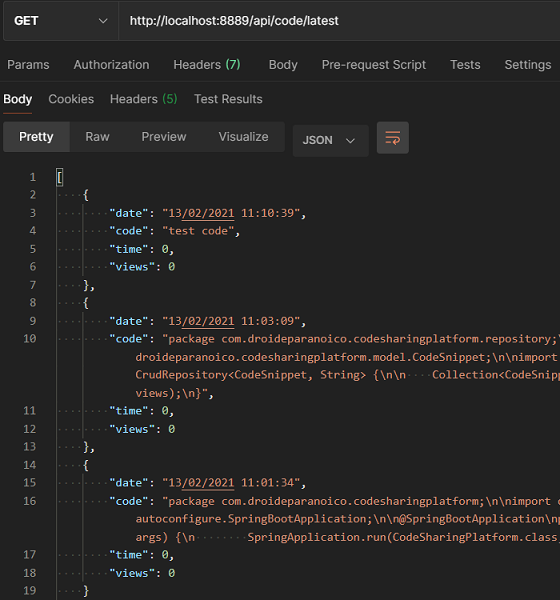 GET http://localhost:8889/api/code/latest
Params Authorization Headers (7) Body Pre-request Script Tests Settings
Body Cookies Headers (5) Test Results
Pretty Raw Preview Visualize JSON
1 [
2 {
3 "date": "13/02/2021 11:10:39",
4 "code": "test code",
5 "time": 0,
6 "views": 0
7 },
8 {
9 "date": "13/02/2021 11:03:09",
10 "code": "package com.droideparanoico.codesharingplatform.repository;\
droideparanoico.codesharingplatform.model.CodeSnippet;\n\nimport
CrudRepository<CodeSnippet, String> {\n\n Collection<CodeSnip
views);\n}",
11 "time": 0,
12 "views": 0
13 },
14 {
15 "date": "13/02/2021 11:01:34",
16 "code": "package com.droideparanoico.codesharingplatform;\n\nimport
autoconfigure.SpringBootApplication;\n\n@SpringBootApplication\n
args) {\n SpringApplication.run(CodeSharingPlatform.class
17 "time": 0,
18 "views": 0
19 }